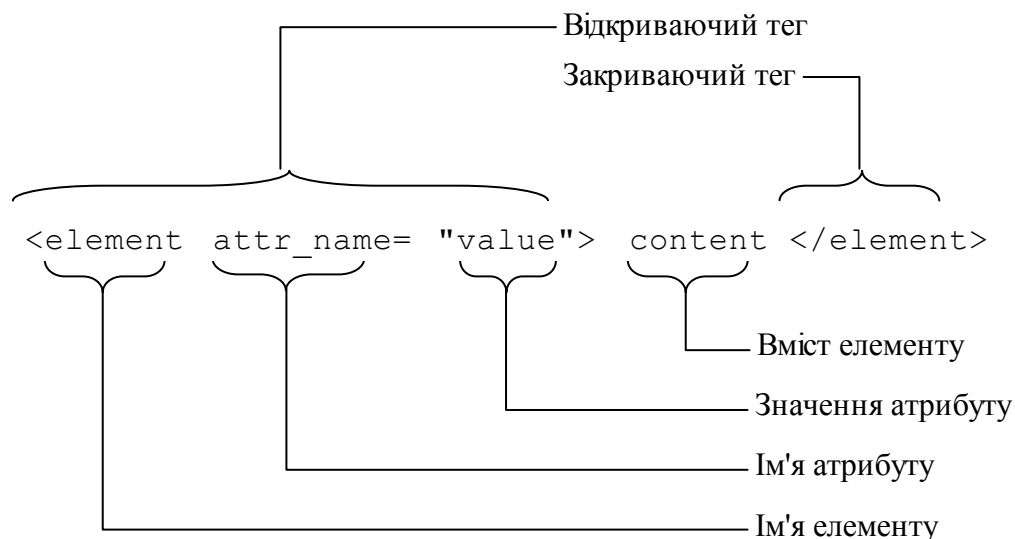 Відкриваючий тег
Закриваючий тег
<element attr_name= "value"> content </element>
Вміст елементу
Значення атрибуту
Ім'я атрибуту
Ім'я елементу